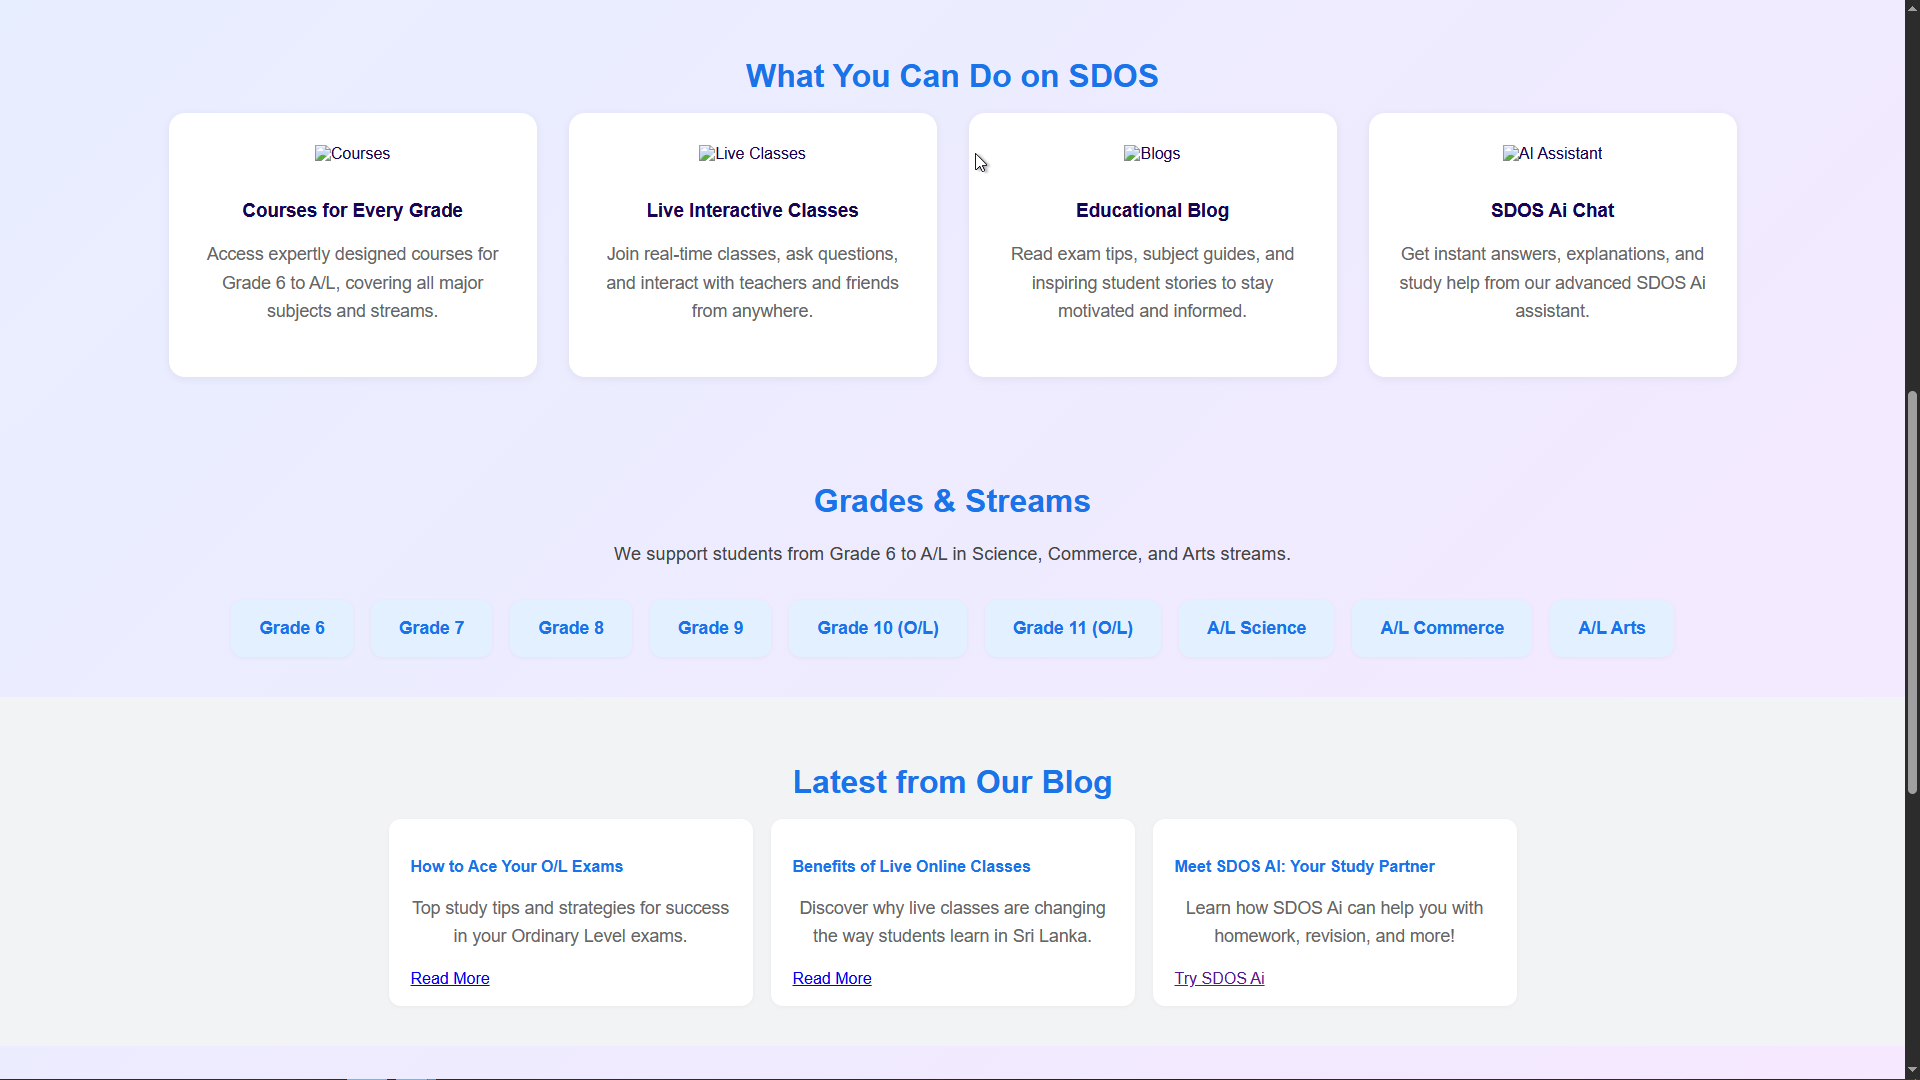 What You Can Do on SDOS
Courses
Live Classes
Blogs
AI Assistant
Courses for Every Grade
Access expertly designed courses for
Grade 6 to A/L, covering all major
subjects and streams.
Live Interactive Classes
Join real-time classes, ask questions,
and interact with teachers and friends
from anywhere.
Educational Blog
Read exam tips, subject guides, and
inspiring student stories to stay
motivated and informed.
SDOS Ai Chat
Get instant answers, explanations, and
study help from our advanced SDOS Ai
assistant.
Grades & Streams
We support students from Grade 6 to A/L in Science, Commerce, and Arts streams.
Grade 6
Grade 7
Grade 8
Grade 9
Grade 10 (O/L)
Grade 11 (O/L)
A/L Science
A/L Commerce
A/L Arts
Latest from Our Blog
How to Ace Your O/L Exams
Top study tips and strategies for success
in your Ordinary Level exams.
Read More
Benefits of Live Online Classes
Discover why live classes are changing
the way students learn in Sri Lanka.
Read More
Meet SDOS AI: Your Study Partner
Learn how SDOS Ai can help you with
homework, revision, and more!
Try SDOS Ai